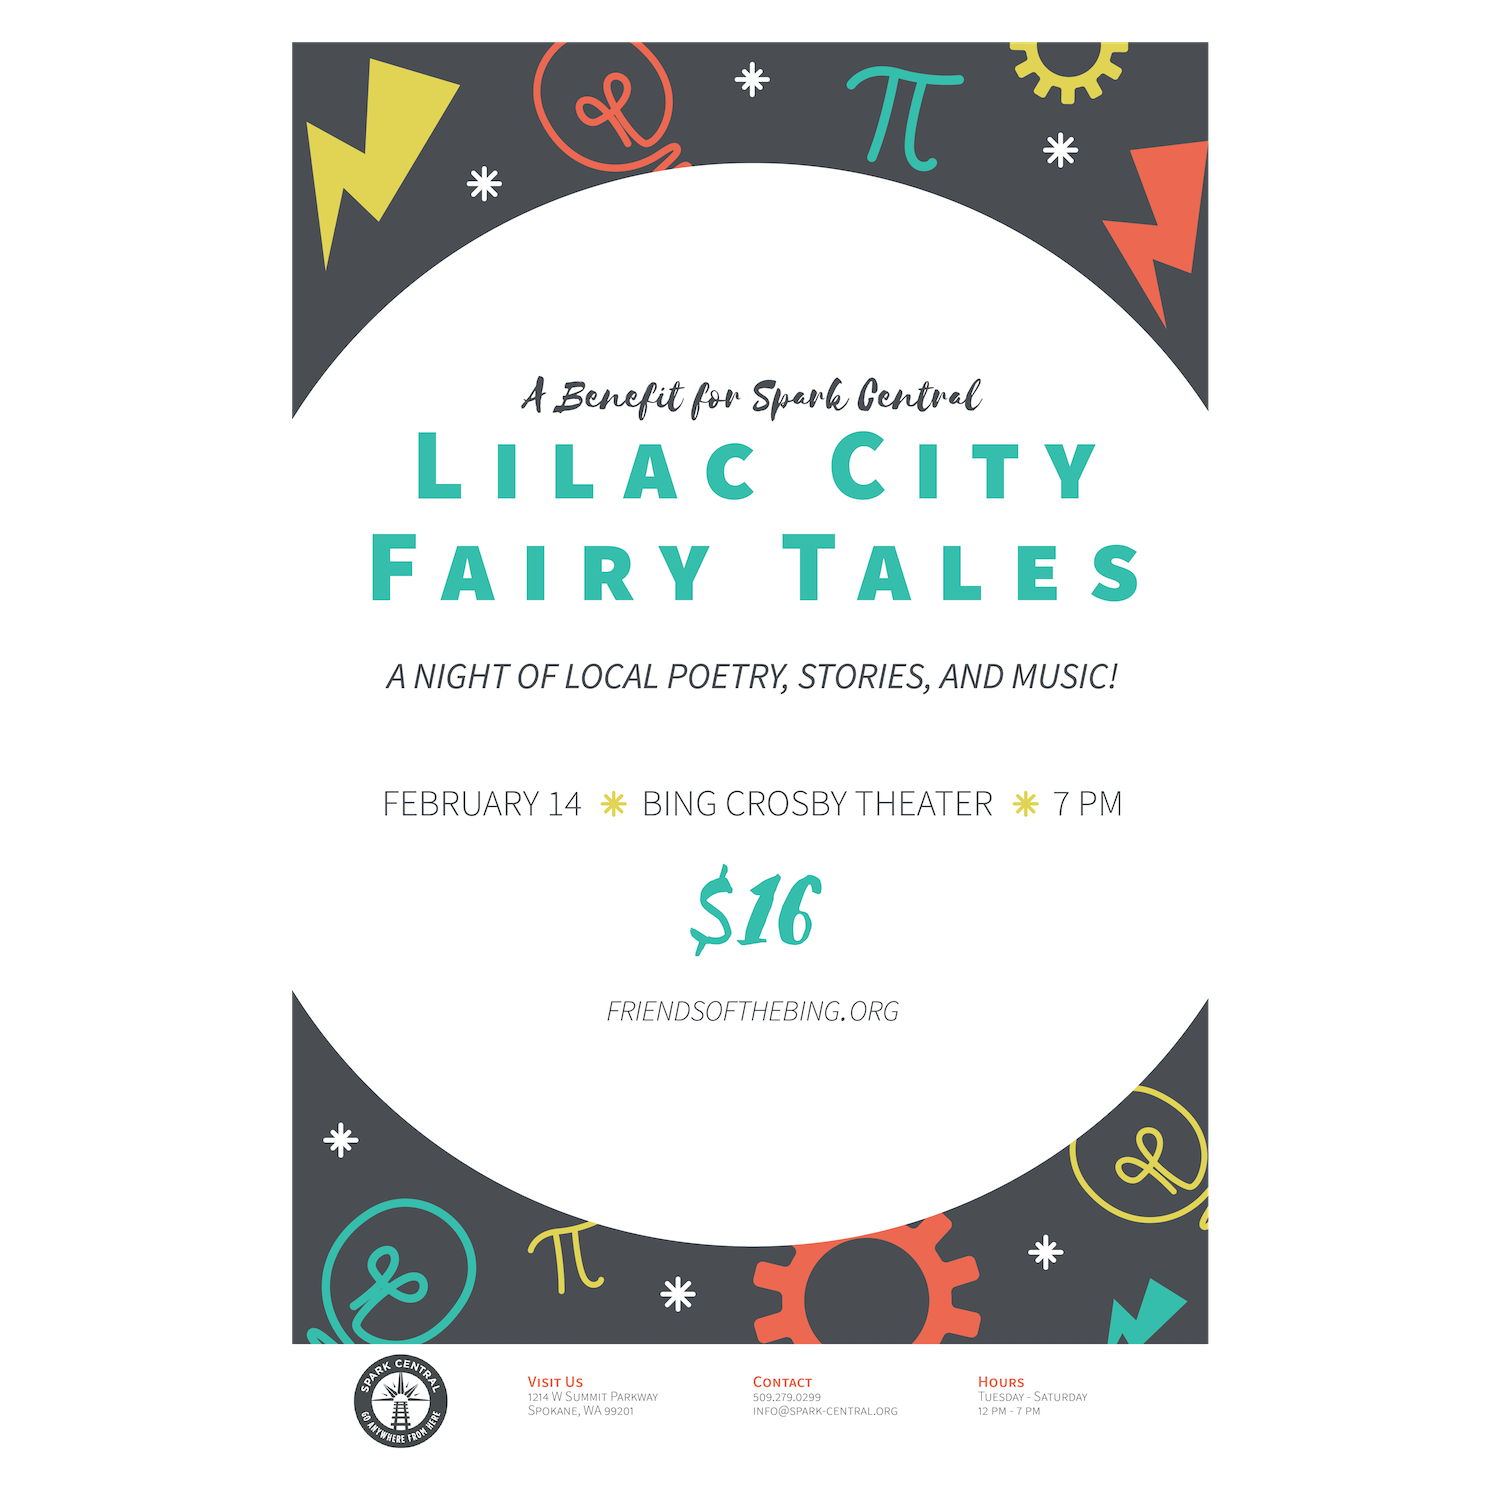 A Benefit for Spark Central
LILAC CITY
FAIRY TALES
A NIGHT OF LOCAL POETRY, STORIES, AND MUSIC!
FEBRUARY 14 ✱ BING CROSBY THEATER ✱ 7 PM
$16
FRIENDSOFTHEBING.ORG
π
π
SPARK CENTRAL
GO ANYWHERE FROM HERE
VISIT US
1214 W SUMMIT PARKWAY
SPOKANE, WA 99201
CONTACT
509.279.0299
INFO@SPARK-CENTRAL.ORG
HOURS
TUESDAY - SATURDAY
12 PM - 7 PM